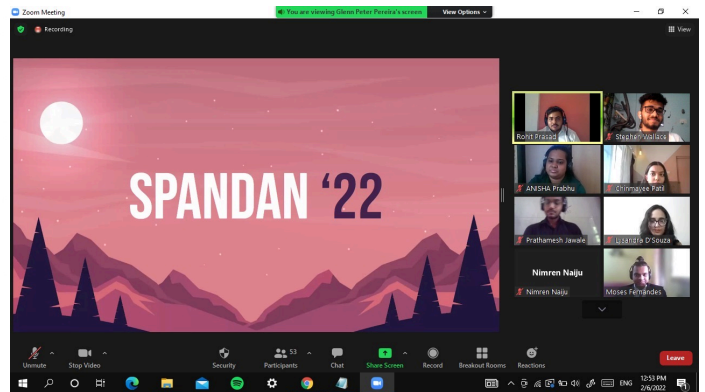 Zoom Meeting
You are viewing Glenn Peter Pereira's screen
View Options
Recording
View
SPANDAN '22
Rohit Prasad
Stephen Wallace
ANISHA Prabhu
Chinmayee Patil
Prathamesh Jawale
Lisandra D'Souza
Nimren Naiju
Nimren Naiju
Moses Fernandes
Unmute
Stop Video
Security
Participants
53
Chat
Share Screen
Record
Breakout Rooms
Reactions
Leave
ENG
12:53 PM
2/6/2022